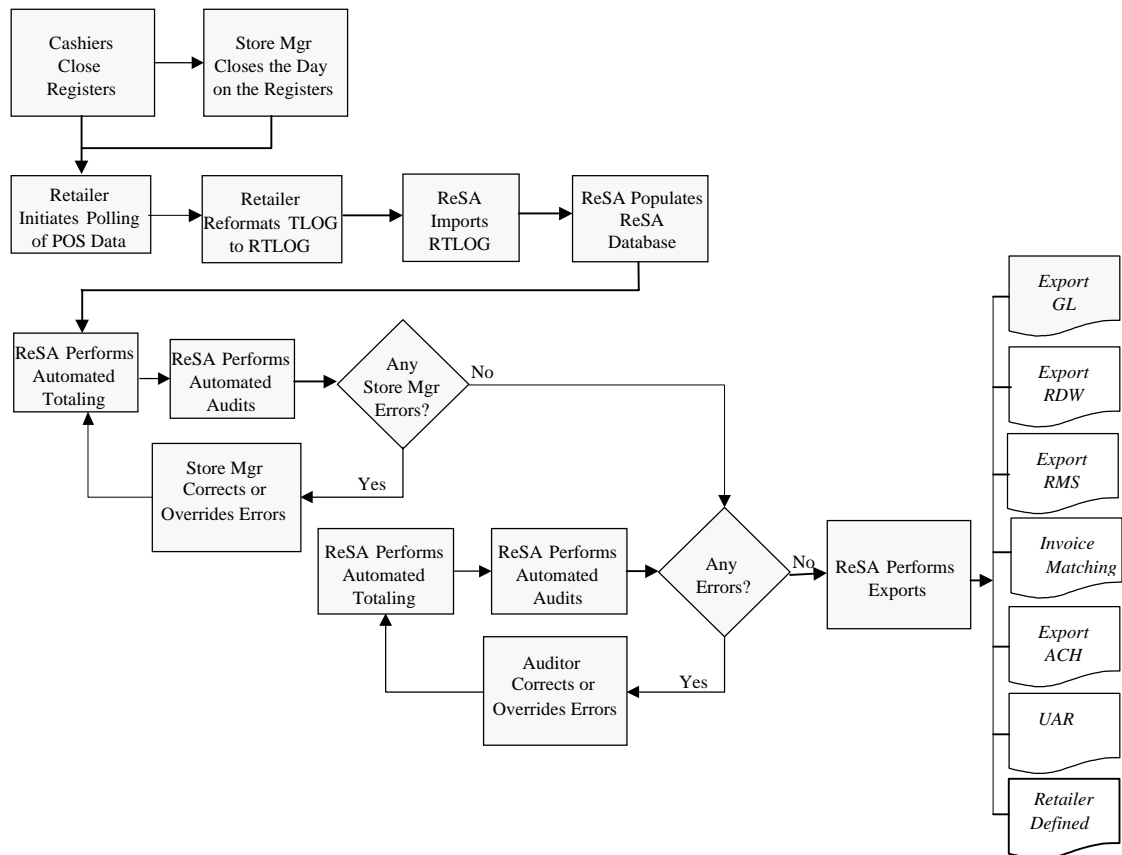 Cashiers
Close
Registers
Store Mgr
Closes the Day
on the Registers
Retailer
Initiates Polling
of POS Data
Retailer
Reformats TLOG
to RTLOG
ReSA
Imports
RTLOG
ReSA Populates
ReSA
Database
ReSA Performs
Automated
Totaling
ReSA Performs
Automated
Audits
Any
Store Mgr
Errors?
No
Yes
Store Mgr
Corrects or
Overrides Errors
ReSA Performs
Automated
Totaling
ReSA Performs
Automated
Audits
Any
Errors?
No
Yes
Auditor
Corrects or
Overrides Errors
ReSA Performs
Exports
Export
GL
Export
RDW
Export
RMS
Invoice
Matching
Export
ACH
UAR
Retailer
Defined